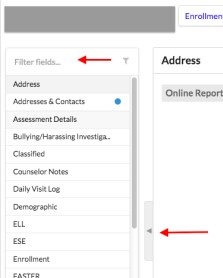 Enrollmen
Filter fields...
Address
Address
Addresses & Contacts
Online Report
Assessment Details
Bullying/Harassing Investiga...
Classified
Counselor Notes
Daily Visit Log
Demographic
ELL
ESE
Enrollment
FASTER